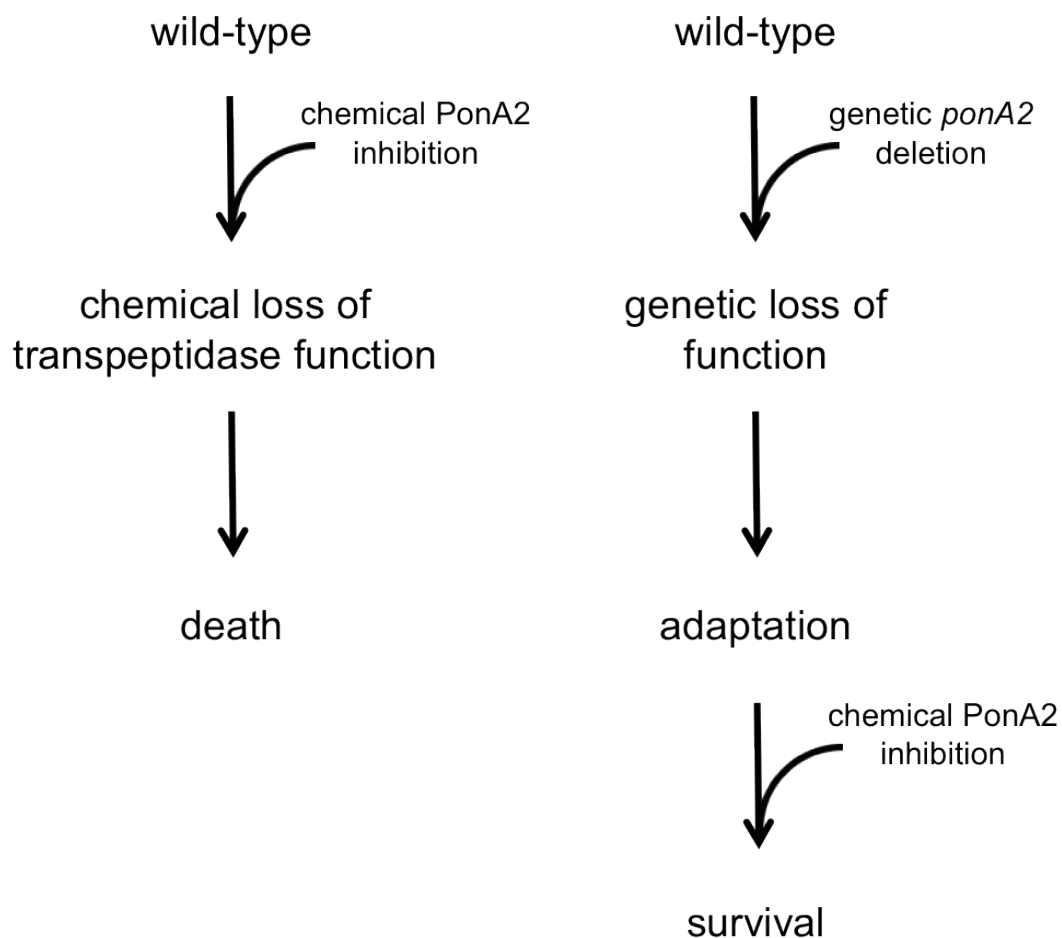 wild-type
chemical PonA2
inhibition
chemical loss of
transpeptidase function
death
wild-type
genetic ponA2
deletion
genetic loss of
function
adaptation
chemical PonA2
inhibition
survival